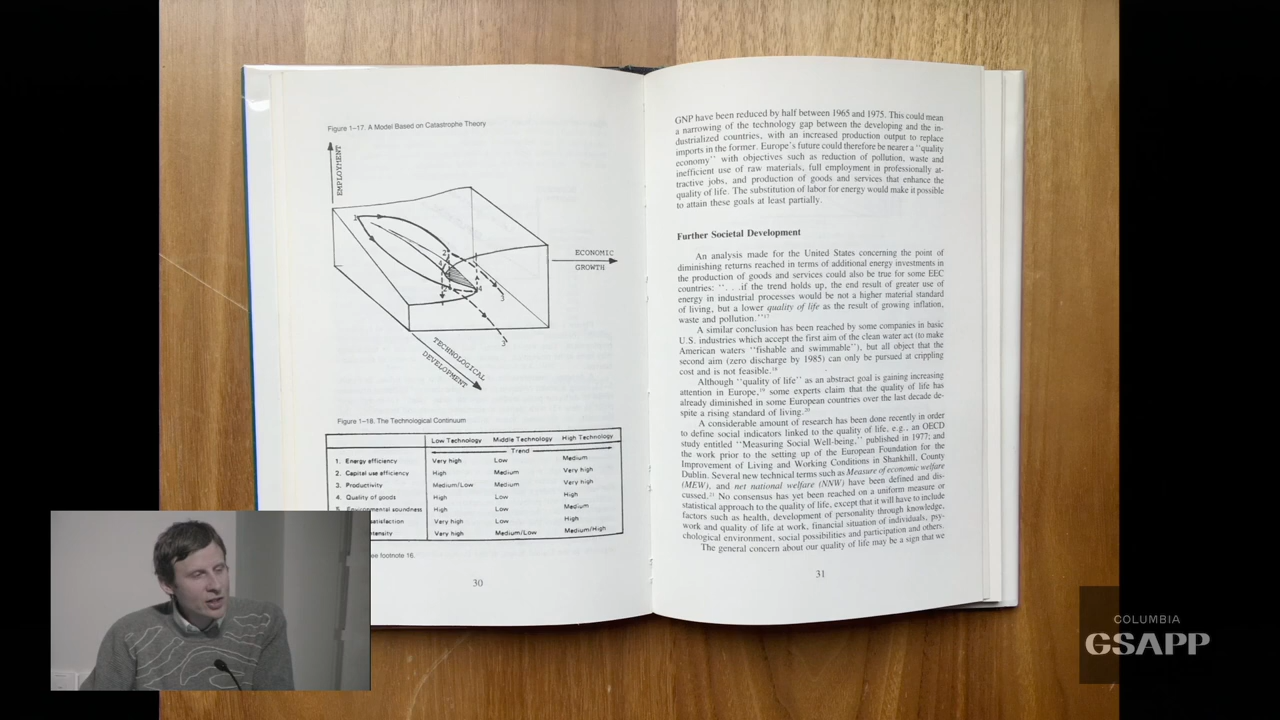 Figure 1–17. A Model Based on Catastrophe Theory
EMPLOYMENT
1
2
4
2
4
3
3
ECONOMIC
GROWTH
TECHNOLOGICAL
DEVELOPMENT
Figure 1–18. The Technological Continuum
Low Technology Middle Technology High Technology
Trend
1. Energy efficiency Very high Low Medium
2. Capital use efficiency High Medium Very high
3. Productivity Medium/Low Medium Very high
4. Quality of goods High Low High
5. Environmental soundness High Low Medium
satisfaction Very high Low High
Very high Medium/Low Medium/High
footnote 16.
30
GNP have been reduced by half between 1965 and 1975. This could mean
a narrowing of the technology gap between the developing and the in-
dustrialized countries, with an increased production output to replace
imports in the former. Europe's future could therefore be nearer a “quality
economy” with objectives such as reduction of pollution, waste and
inefficient use of raw materials, full employment in professionally at-
tractive jobs, and production of goods and services that enhance the
quality of life. The substitution of labor for energy would make it possible
to attain these goals at least partially.
Further Societal Development
An analysis made for the United States concerning the point of
diminishing returns reached in terms of additional energy investments in
the production of goods and services could also be true for some EEC
countries: “. . .if the trend holds up, the end result of greater use of
energy in industrial processes would be not a higher material standard
of living, but a lower quality of life as the result of growing inflation,
waste and pollution.”¹⁷
A similar conclusion has been reached by some companies in basic
U.S. industries which accept the first aim of the clean water act (to make
American waters “fishable and swimmable”), but all object that the
second aim (zero discharge by 1985) can only be pursued at crippling
cost and is not feasible.¹⁸
Although “quality of life” as an abstract goal is gaining increasing
attention in Europe,¹⁹ some experts claim that the quality of life has
already diminished in some European countries over the last decade de-
spite a rising standard of living.²⁰
A considerable amount of research has been done recently in order
to define social indicators linked to the quality of life, e.g., an OECD
study entitled “Measuring Social Well-being,” published in 1977; and
the work prior to the setting up of the European Foundation for the
Improvement of Living and Working Conditions in Shankhill, County
Dublin. Several new technical terms such as Measure of economic welfare
(MEW), and net national welfare (NNW) have been defined and dis-
cussed.²¹ No consensus has yet been reached on a uniform measure or
statistical approach to the quality of life, except that it will have to include
factors such as health, development of personality through knowledge,
work and quality of life at work, financial situation of individuals, psy-
chological environment, social possibilities and participation and others.
The general concern about our quality of life may be a sign that we
31
COLUMBIA
GSAPP